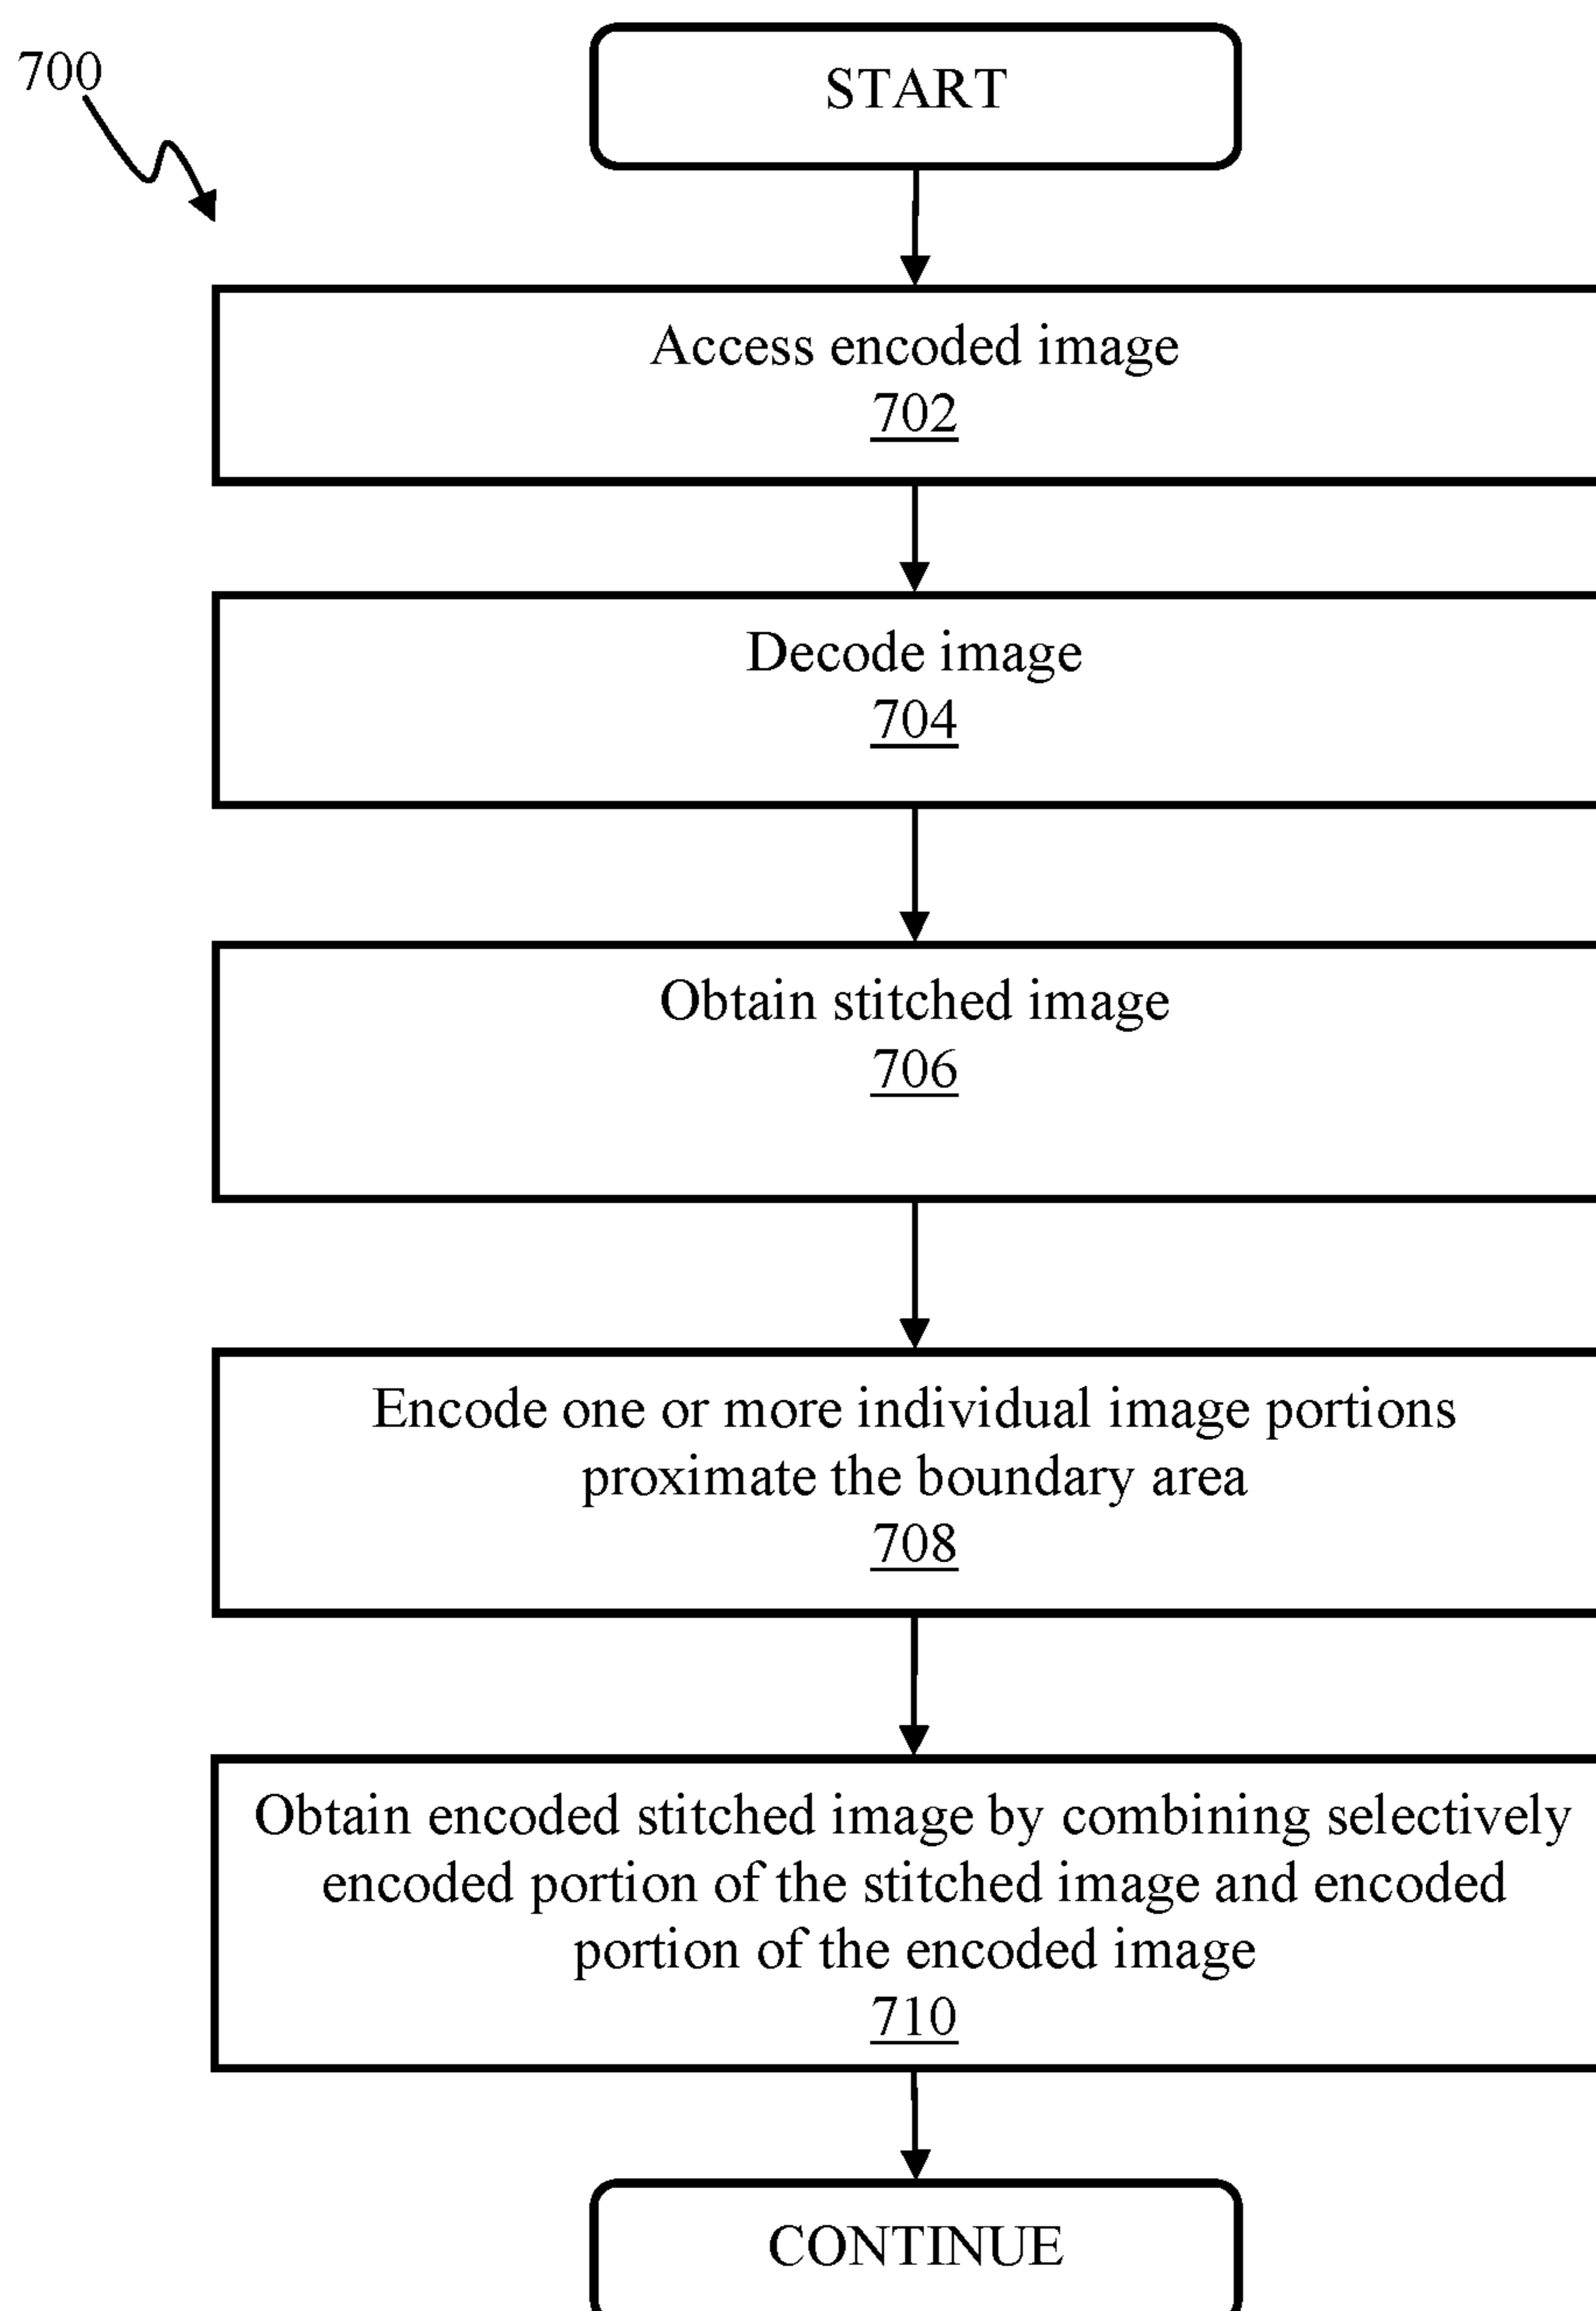 700
START
Access encoded image
702
Decode image
704
Obtain stitched image
706
Encode one or more individual image portions
proximate the boundary area
708
Obtain encoded stitched image by combining selectively
encoded portion of the stitched image and encoded
portion of the encoded image
710
CONTINUE